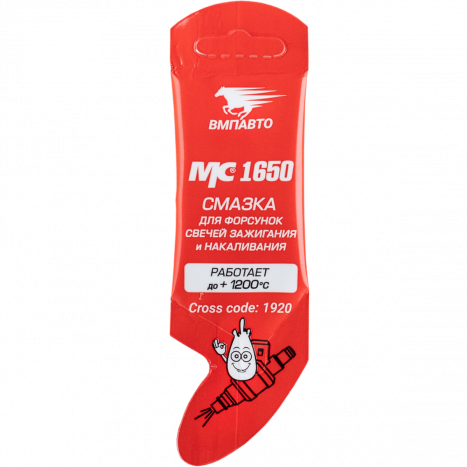 ВМПАВТО
МС® 1650
СМАЗКА
ДЛЯ ФОРСУНОК
СВЕЧЕЙ ЗАЖИГАНИЯ
и НАКАЛИВАНИЯ
РАБОТАЕТ
до +1200°С
Cross code: 1920